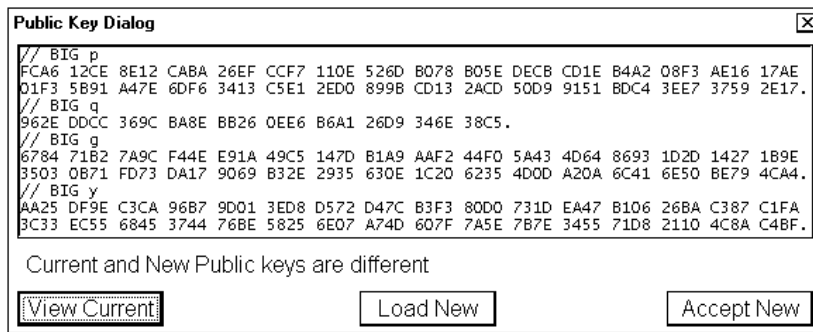 Public Key Dialog
// BIG p
FCA6 12CE 8E12 CABA 26EF CCF7 110E 526D B078 B05E DECB CD1E B4A2 08F3 AE16 17AE
01F3 5B91 A47E 6DF6 3413 C5E1 2ED0 899B CD13 2ACD 50D9 9151 BDC4 3EE7 3759 2E17.
// BIG q
962E DDCC 369C BA8E BB26 0EE6 B6A1 26D9 346E 38C5.
// BIG g
6784 71B2 7A9C F44E E91A 49C5 147D B1A9 AAF2 44F0 5A43 4D64 8693 1D2D 1427 1B9E
3503 0B71 FD73 DA17 9069 B32E 2935 630E 1C20 6235 4D0D A20A 6C41 6E50 BE79 4CA4.
// BIG y
AA25 DF9E C3CA 96B7 9D01 3ED8 D572 D47C B3F3 80D0 731D EA47 B106 26BA C387 C1FA
3C33 EC55 6845 3744 76BE 5825 6E07 A74D 607F 7A5E 7B7E 3455 71D8 2110 4C8A C4BF.
Current and New Public keys are different
View Current Load New Accept New